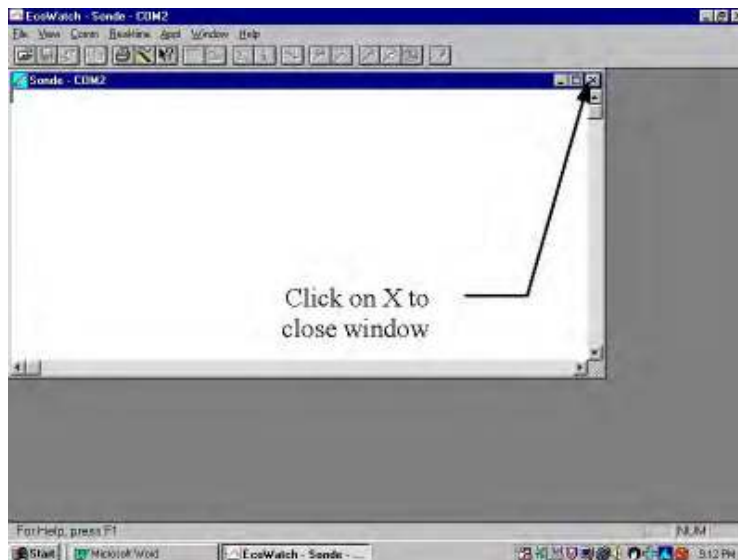 EcoWatch - Sonde - COM2
File View Comm Realtime Appl Window Help
Sonde - COM2
Click on X to
close window
For Help, press F1
NUM
Start
Microsoft Word
EcoWatch - Sonde - ...
9:12 PM